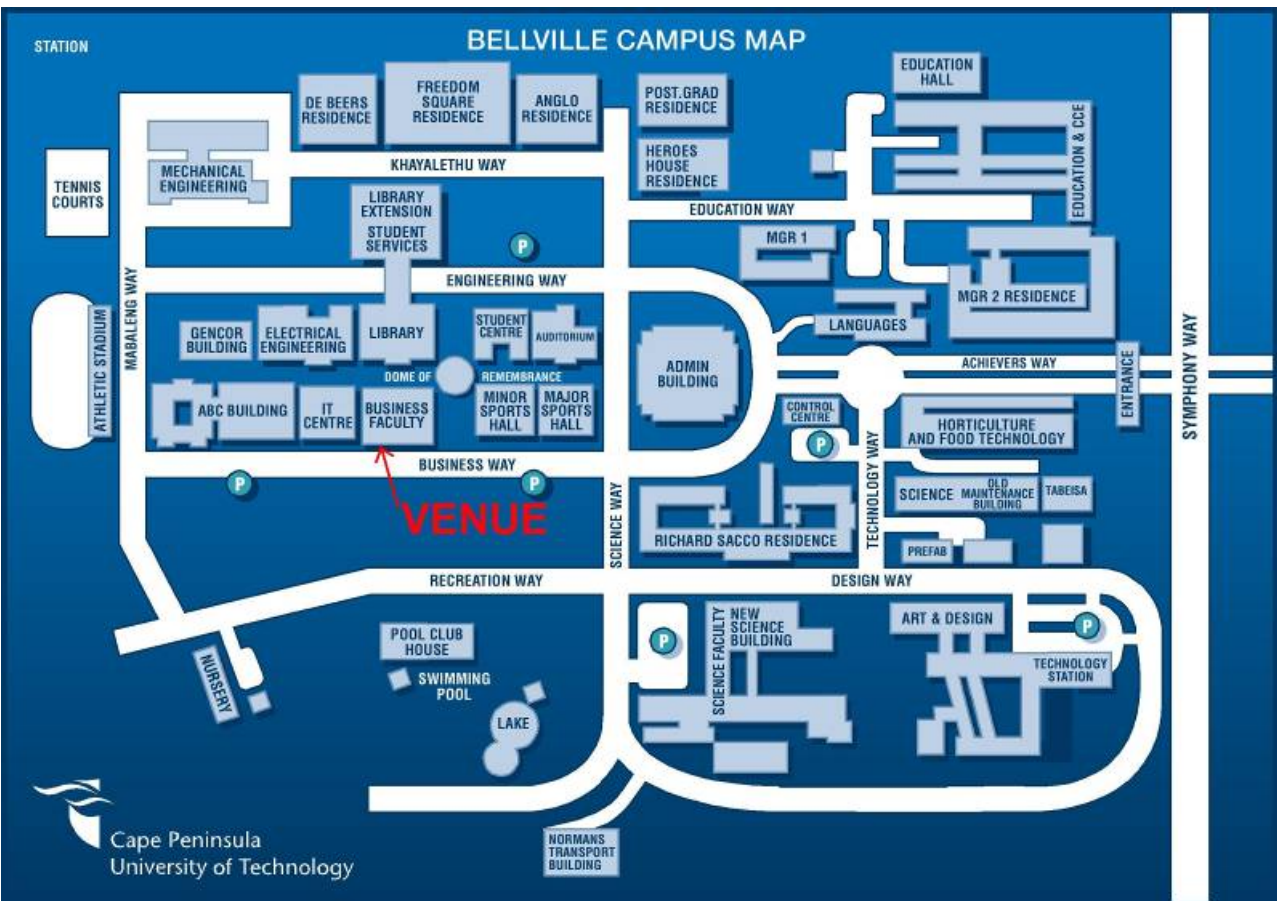 BELLVILLE CAMPUS MAP
STATION
EDUCATION
HALL
DE BEERS
RESIDENCE
FREEDOM
SQUARE
RESIDENCE
ANGLO
RESIDENCE
POST.GRAD
RESIDENCE
EDUCATION & CCE
KHAYALETHU WAY
HEROES
HOUSE
RESIDENCE
MECHANICAL
ENGINEERING
TENNIS
COURTS
LIBRARY
EXTENSION
STUDENT
SERVICES
EDUCATION WAY
P
MGR 1
ENGINEERING WAY
MGR 2 RESIDENCE
MABALENG WAY
ATHLETIC STADIUM
GENCOR
BUILDING
ELECTRICAL
ENGINEERING
LIBRARY
STUDENT
CENTRE
AUDITORIUM
LANGUAGES
ADMIN
BUILDING
ACHIEVERS WAY
ENTRANCE
SYMPHONY WAY
DOME OF
REMEMBRANCE
ABC BUILDING
IT
CENTRE
BUSINESS
FACULTY
MINOR
SPORTS
HALL
MAJOR
SPORTS
HALL
CONTROL
CENTRE
P
HORTICULTURE
AND FOOD TECHNOLOGY
BUSINESS WAY
P
P
VENUE
SCIENCE WAY
TECHNOLOGY WAY
SCIENCE
OLD
MAINTENANCE
BUILDING
TABEISA
RICHARD SACCO RESIDENCE
PREFAB
RECREATION WAY
DESIGN WAY
POOL CLUB
HOUSE
P
SCIENCE FACULTY
NEW
SCIENCE
BUILDING
ART & DESIGN
P
NURSERY
SWIMMING
POOL
TECHNOLOGY
STATION
LAKE
NORMANS
TRANSPORT
BUILDING
Cape Peninsula
University of Technology